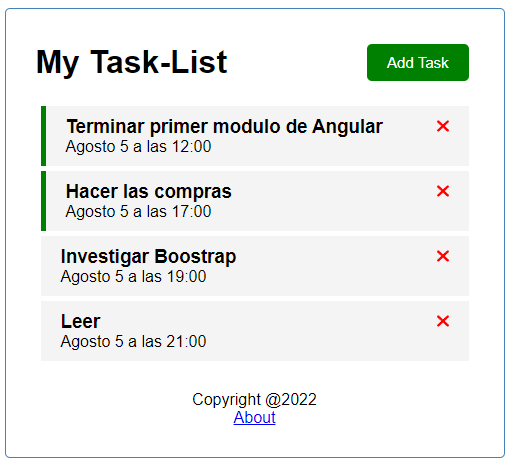 My Task-List
Add Task
Terminar primer modulo de Angular
Agosto 5 a las 12:00
Hacer las compras
Agosto 5 a las 17:00
Investigar Boostrap
Agosto 5 a las 19:00
Leer
Agosto 5 a las 21:00
Copyright @2022
About